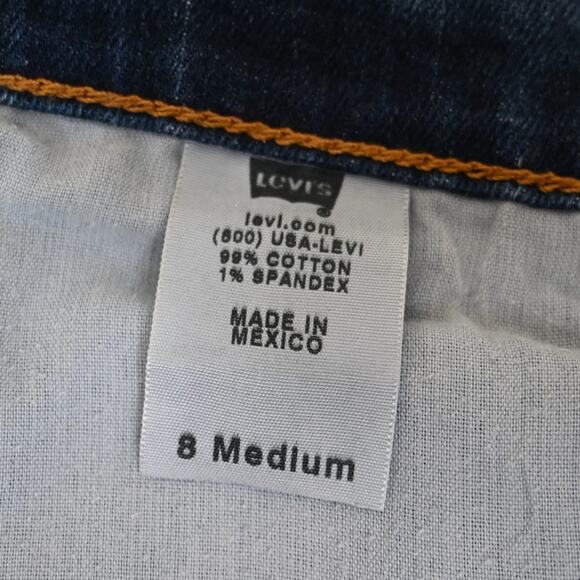 Levi's
®
levi.com
(800) USA-LEVI
99% COTTON
1% SPANDEX
MADE IN
MEXICO
8 Medium